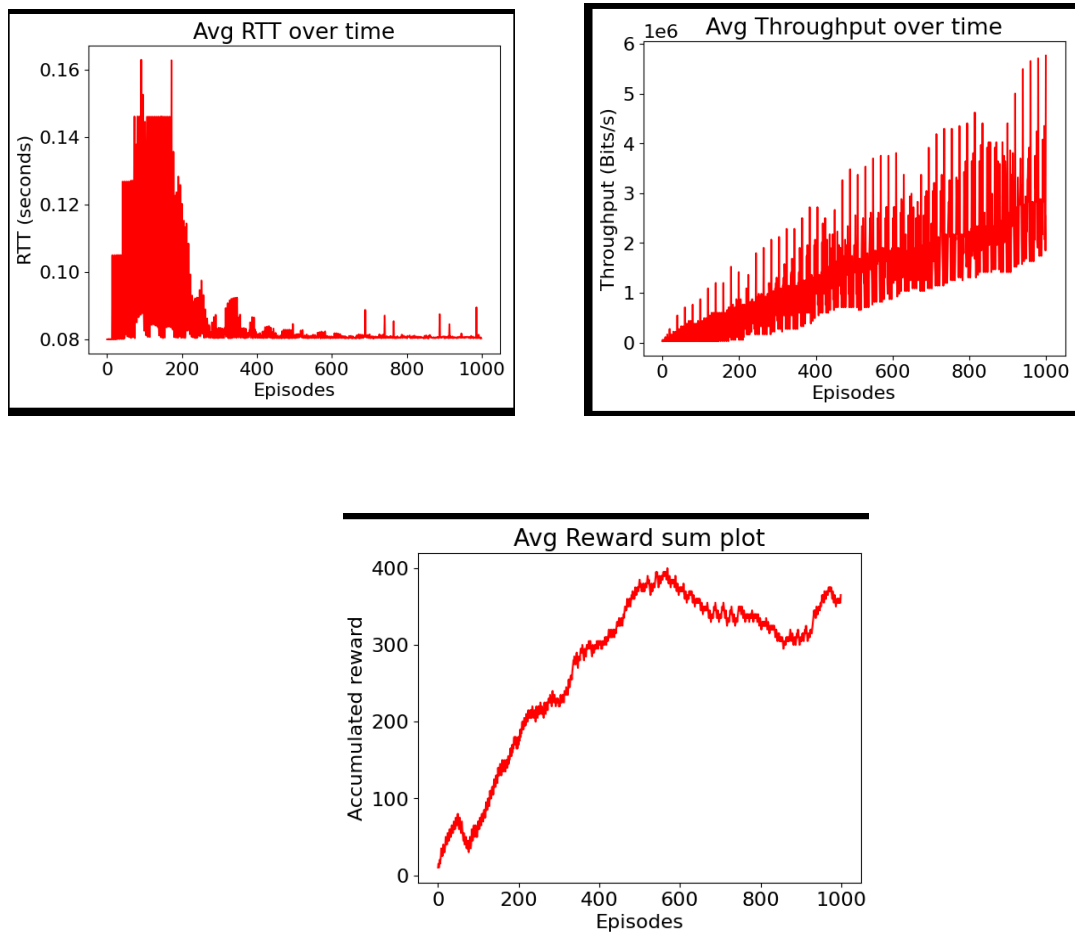 Avg RTT over time
0.16
0.14
0.12
0.10
0.08
RTT (seconds)
0 200 400 600 800 1000
Episodes
Avg Throughput over time
1e6
6
5
4
3
2
1
0
Throughput (Bits/s)
0 200 400 600 800 1000
Episodes
Avg Reward sum plot
400
300
200
100
0
Accumulated reward
0 200 400 600 800 1000
Episodes